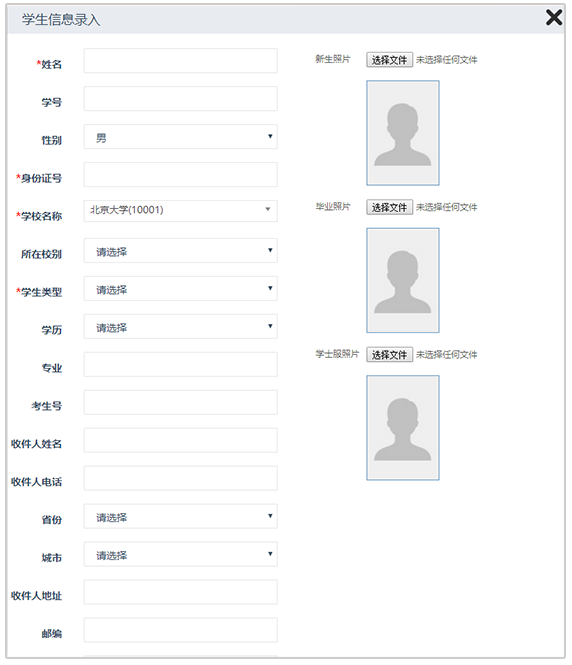 学生信息录入
*姓名
学号
性别 男
*身份证号
*学校名称 北京大学(10001)
所在校别 请选择
*学生类型 请选择
学历 请选择
专业
考生号
收件人姓名
收件人电话
省份 请选择
城市 请选择
收件人地址
邮编
新生照片 选择文件 未选择任何文件
毕业照片 选择文件 未选择任何文件
学士服照片 选择文件 未选择任何文件